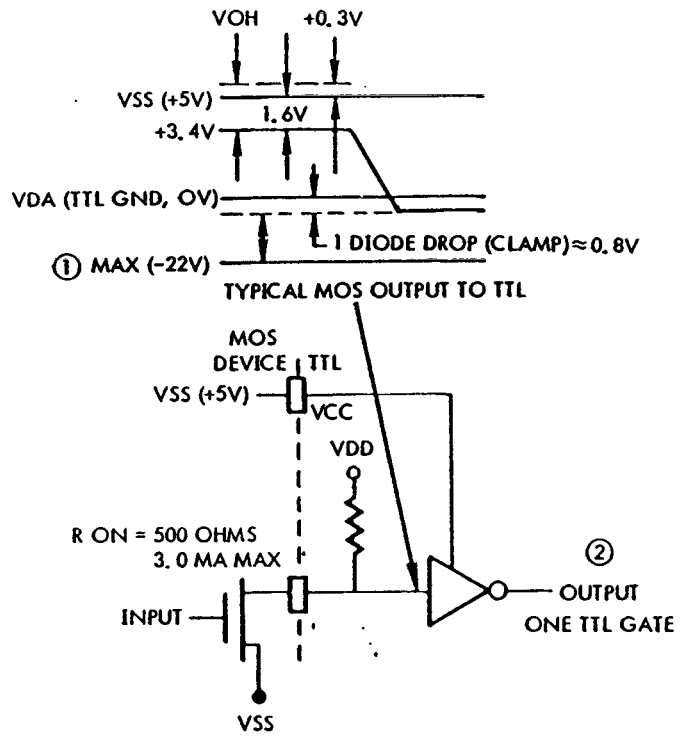 VOH +0.3V
VSS (+5V)
1.6V
+3.4V
VDA (TTL GND, OV)
1 DIODE DROP (CLAMP)≈0.8V
① MAX (-22V)
TYPICAL MOS OUTPUT TO TTL
MOS
DEVICE TTL
VSS (+5V)
VCC
VDD
R ON = 500 OHMS
3.0 MA MAX
②
INPUT
OUTPUT
ONE TTL GATE
VSS